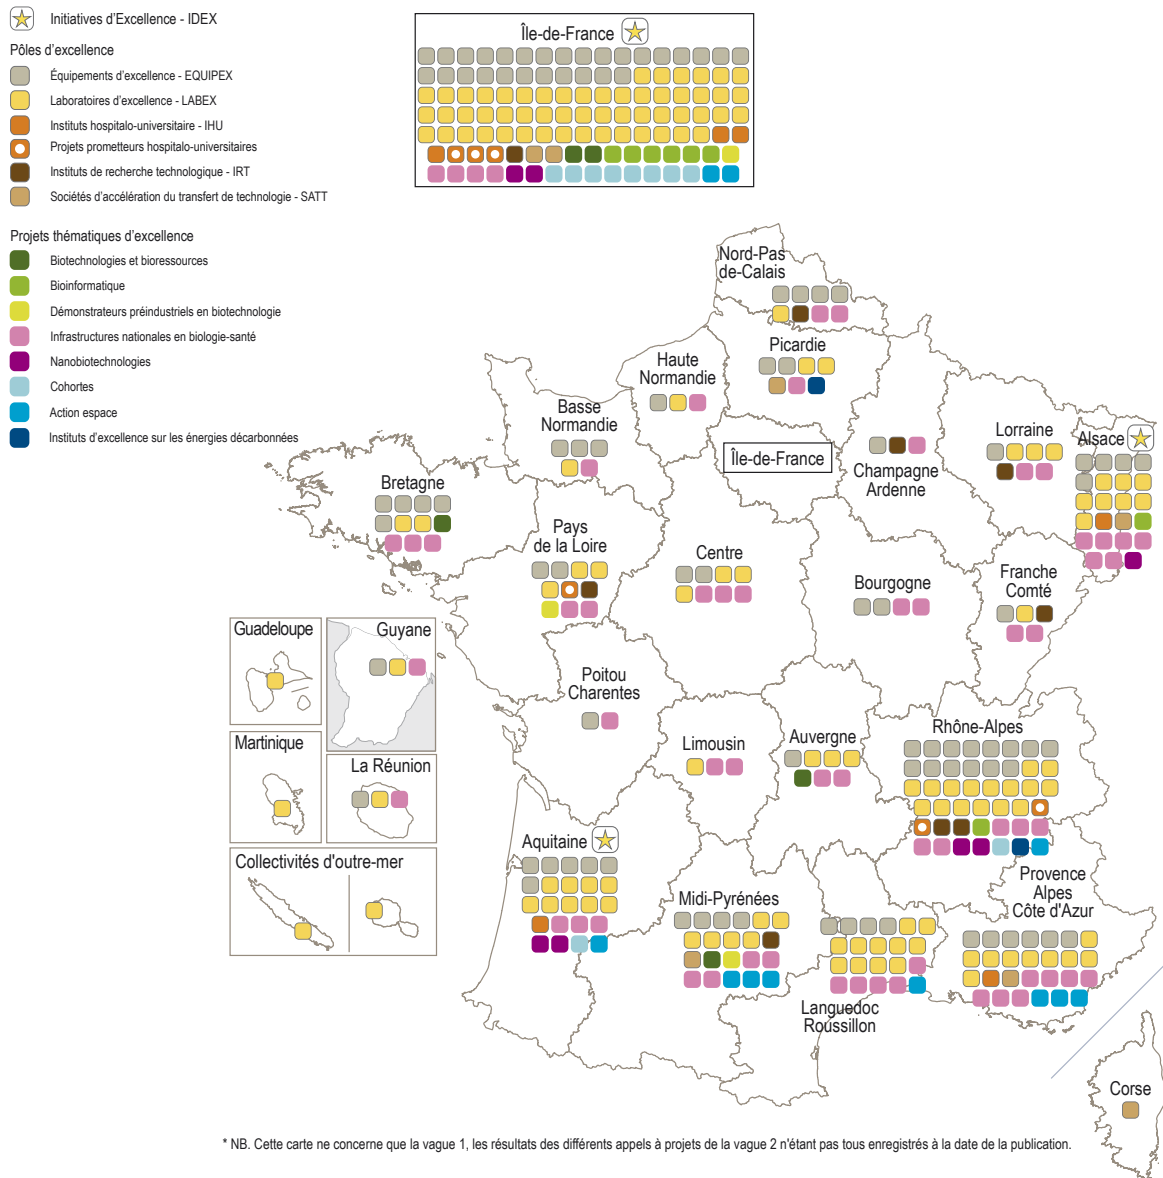 Initiatives d'Excellence - IDEX
Pôles d'excellence
Équipements d'excellence - EQUIPEX
Laboratoires d'excellence - LABEX
Instituts hospitalo-universitaire - IHU
Projets prometteurs hospitalo-universitaires
Instituts de recherche technologique - IRT
Sociétés d'accélération du transfert de technologie - SATT
Projets thématiques d'excellence
Biotechnologies et bioressources
Bioinformatique
Démonstrateurs préindustriels en biotechnologie
Infrastructures nationales en biologie-santé
Nanobiotechnologies
Cohortes
Action espace
Instituts d'excellence sur les énergies décarbonnées
Île-de-France
Nord-Pas
de-Calais
Picardie
Haute
Normandie
Basse
Normandie
Île-de-France
Champagne
Ardenne
Lorraine
Alsace
Bretagne
Pays
de la Loire
Centre
Bourgogne
Franche
Comté
Guadeloupe
Guyane
Poitou
Charentes
Martinique
La Réunion
Limousin
Auvergne
Rhône-Alpes
Collectivités d'outre-mer
Aquitaine
Midi-Pyrénées
Languedoc
Roussillon
Provence
Alpes
Côte d'Azur
Corse
* NB. Cette carte ne concerne que la vague 1, les résultats des différents appels à projets de la vague 2 n'étant pas tous enregistrés à la date de la publication.